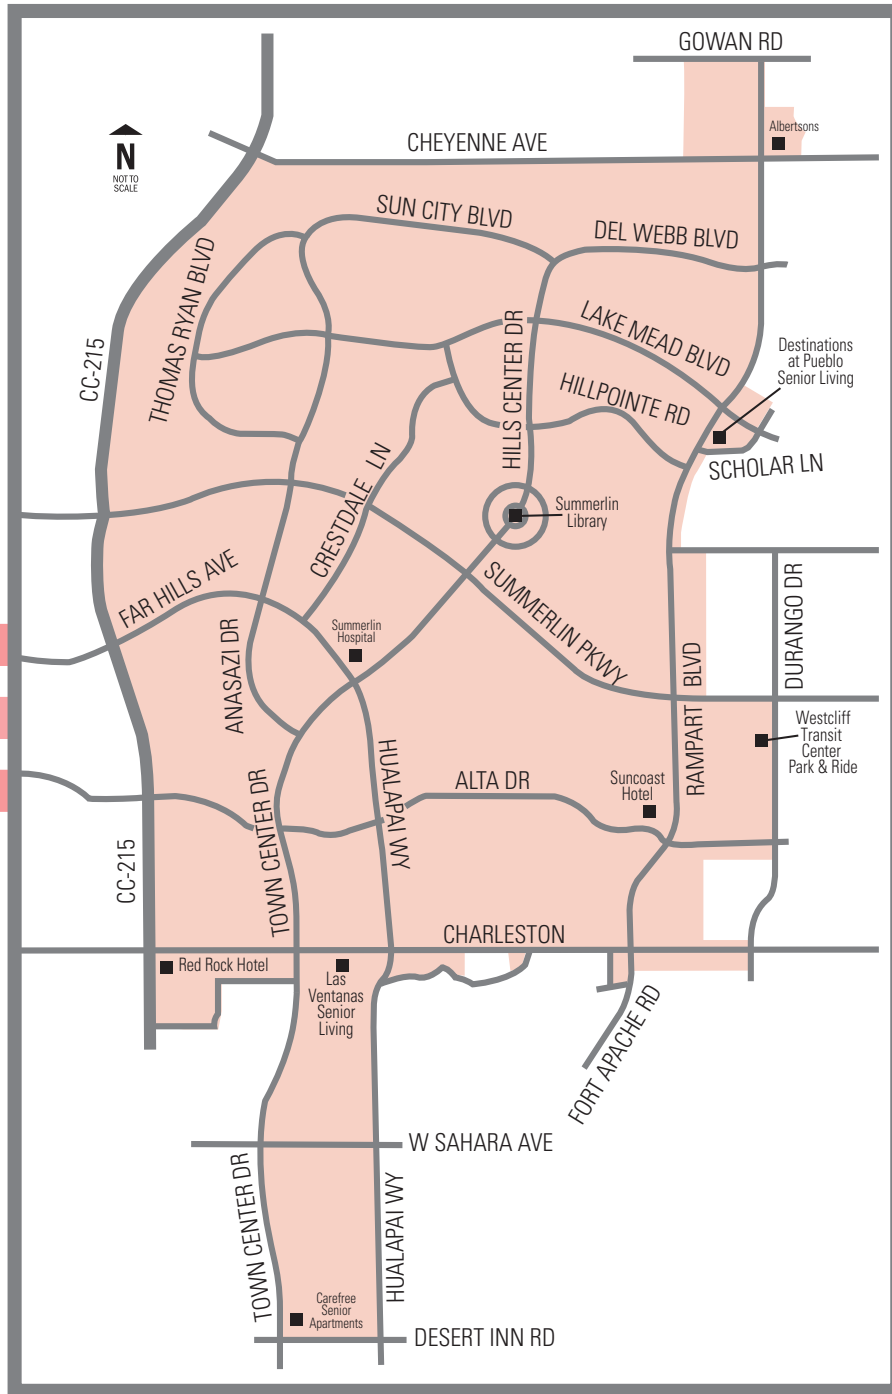 GOWAN RD
Albertsons
N
NOT TO
SCALE
CHEYENNE AVE
SUN CITY BLVD
DEL WEBB BLVD
THOMAS RYAN BLVD
CC-215
HILLS CENTER DR
LAKE MEAD BLVD
Destinations
at Pueblo
Senior Living
HILLPOINTE RD
SCHOLAR LN
CRESTDALE LN
Summerlin
Library
FAR HILLS AVE
SUMMERLIN PKWY
DURANGO DR
ANASAZI DR
Summerlin
Hospital
RAMPART BLVD
Westcliff
Transit
Center
Park & Ride
HUALAPAI WY
ALTA DR
Suncoast
Hotel
TOWN CENTER DR
CC-215
CHARLESTON
Red Rock Hotel
Las
Ventanas
Senior
Living
FORT APACHE RD
W SAHARA AVE
TOWN CENTER DR
HUALAPAI WY
Carefree
Senior
Apartments
DESERT INN RD